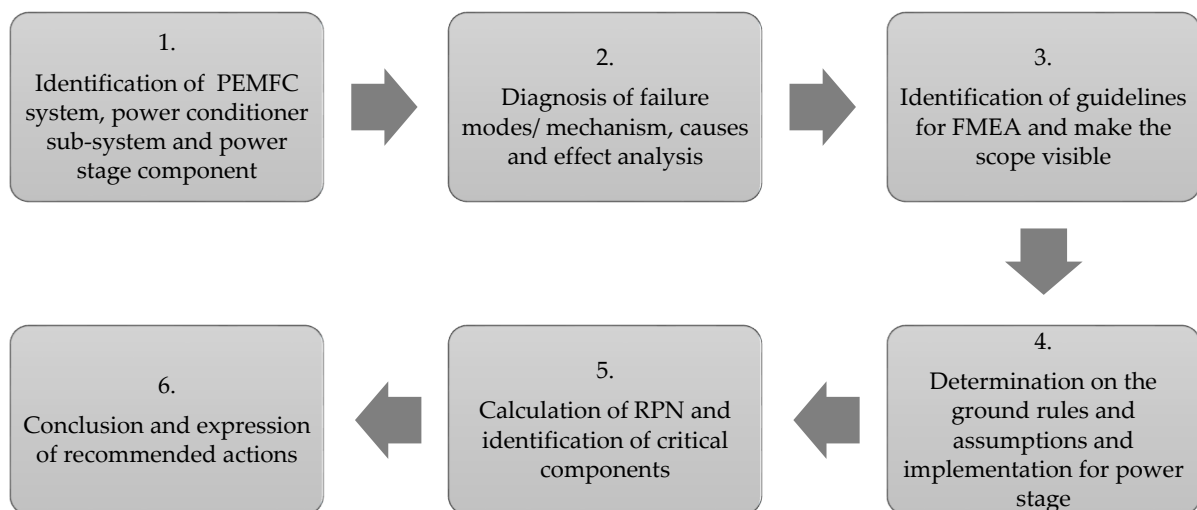 1.
Identification of PEMFC
system, power conditioner
sub-system and power
stage component
2.
Diagnosis of failure
modes/ mechanism, causes
and effect analysis
3.
Identification of guidelines
for FMEA and make the
scope visible
4.
Determination on the
ground rules and
assumptions and
implementation for power
stage
5.
Calculation of RPN and
identification of critical
components
6.
Conclusion and expression
of recommended actions